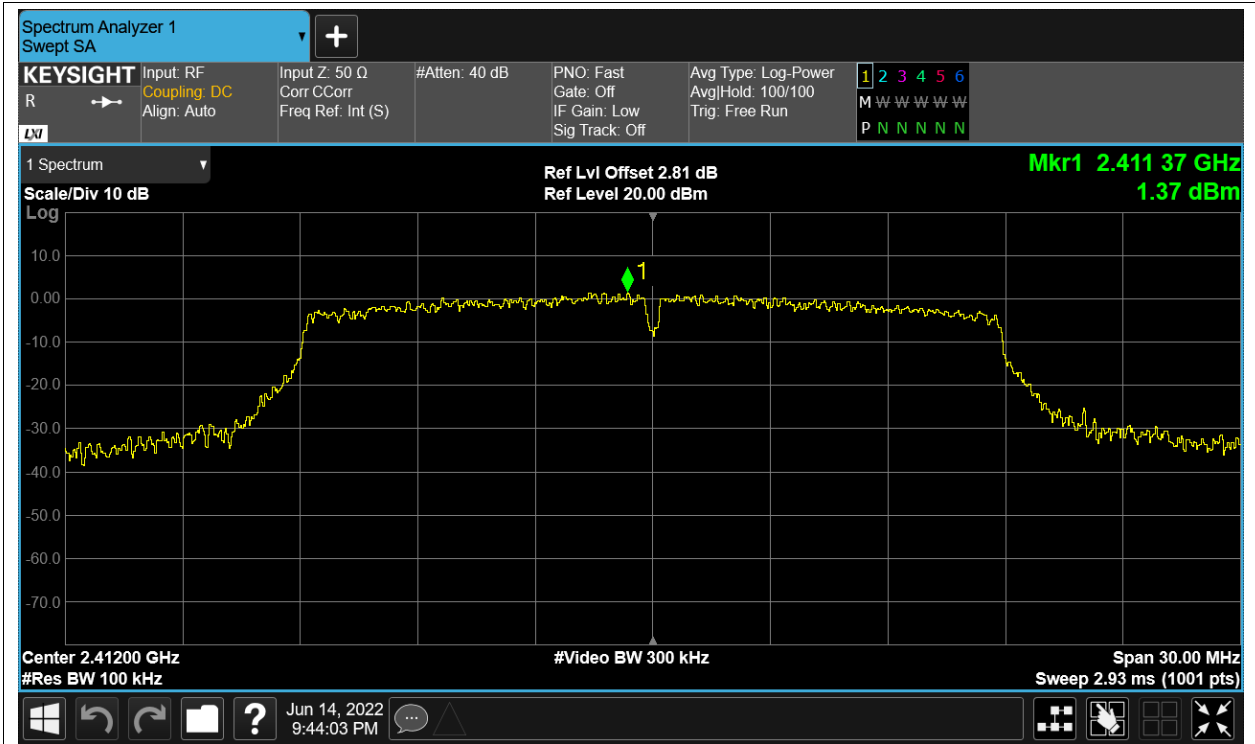 Spectrum Analyzer 1
Swept SA
KEYSIGHT
R
LXI
Input: RF
Coupling: DC
Align: Auto
Input Z: 50 Ω
Corr CCorr
Freq Ref: Int (S)
#Atten: 40 dB
PNO: Fast
Gate: Off
IF Gain: Low
Sig Track: Off
Avg Type: Log-Power
Avg|Hold: 100/100
Trig: Free Run
1 2 3 4 5 6
M W W W W W
P N N N N N
1 Spectrum
Scale/Div 10 dB
Log
Ref Lvl Offset 2.81 dB
Ref Level 20.00 dBm
Mkr1 2.411 37 GHz
1.37 dBm
1
10.0
0.00
-10.0
-20.0
-30.0
-40.0
-50.0
-60.0
-70.0
Center 2.41200 GHz
#Res BW 100 kHz
#Video BW 300 kHz
Span 30.00 MHz
Sweep 2.93 ms (1001 pts)
?
Jun 14, 2022
9:44:03 PM